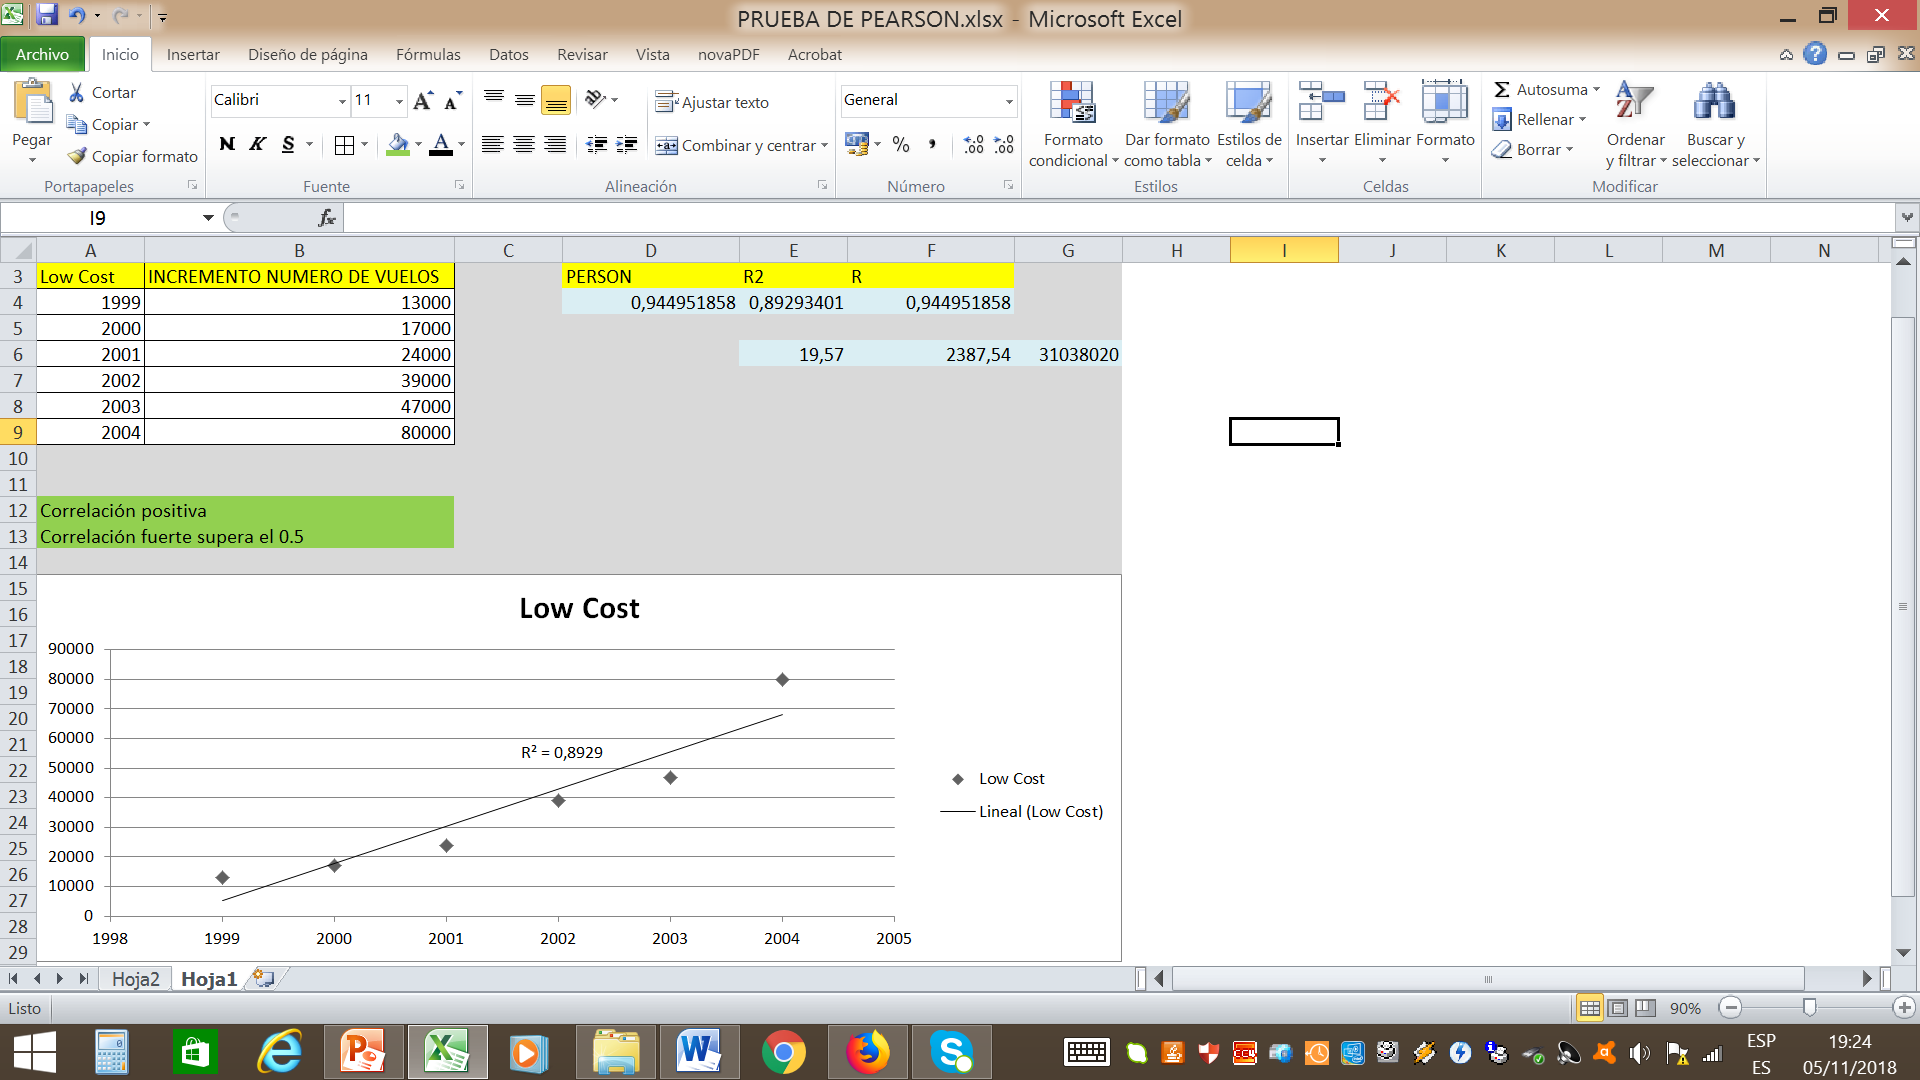 PRUEBA DE PEARSON.xlsx - Microsoft Excel
Archivo Inicio Insertar Diseño de página Fórmulas Datos Revisar Vista novaPDF Acrobat
Pegar
Cortar
Copiar
Copiar formato
Portapapeles
Calibri 11
N K S A
Fuente
Ajustar texto
Combinar y centrar
Alineación
General
%
Número
Formato condicional
Dar formato como tabla
Estilos de celda
Estilos
Insertar Eliminar Formato
Celdas
Σ Autosuma
Rellenar
Borrar
Ordenar y filtrar
Buscar y seleccionar
Modificar
I9 fx
A B C D E F G H I J K L M N
3 Low Cost INCREMENTO NUMERO DE VUELOS PERSON R2 R
4 1999 13000 0,944951858 0,89293401 0,944951858
5 2000 17000
6 2001 24000 19,57 2387,54 31038020
7 2002 39000
8 2003 47000
9 2004 80000
10
11
12 Correlación positiva
13 Correlación fuerte supera el 0.5
14
15
16
17
18
19
20
21
22
23
24
25
26
27
28
29
Low Cost
90000
80000
70000
60000
50000
40000
30000
20000
10000
0
1998 1999 2000 2001 2002 2003 2004 2005
R² = 0,8929
Low Cost
Lineal (Low Cost)
Hoja2 Hoja1
Listo 90%
ESP
ES
19:24
05/11/2018